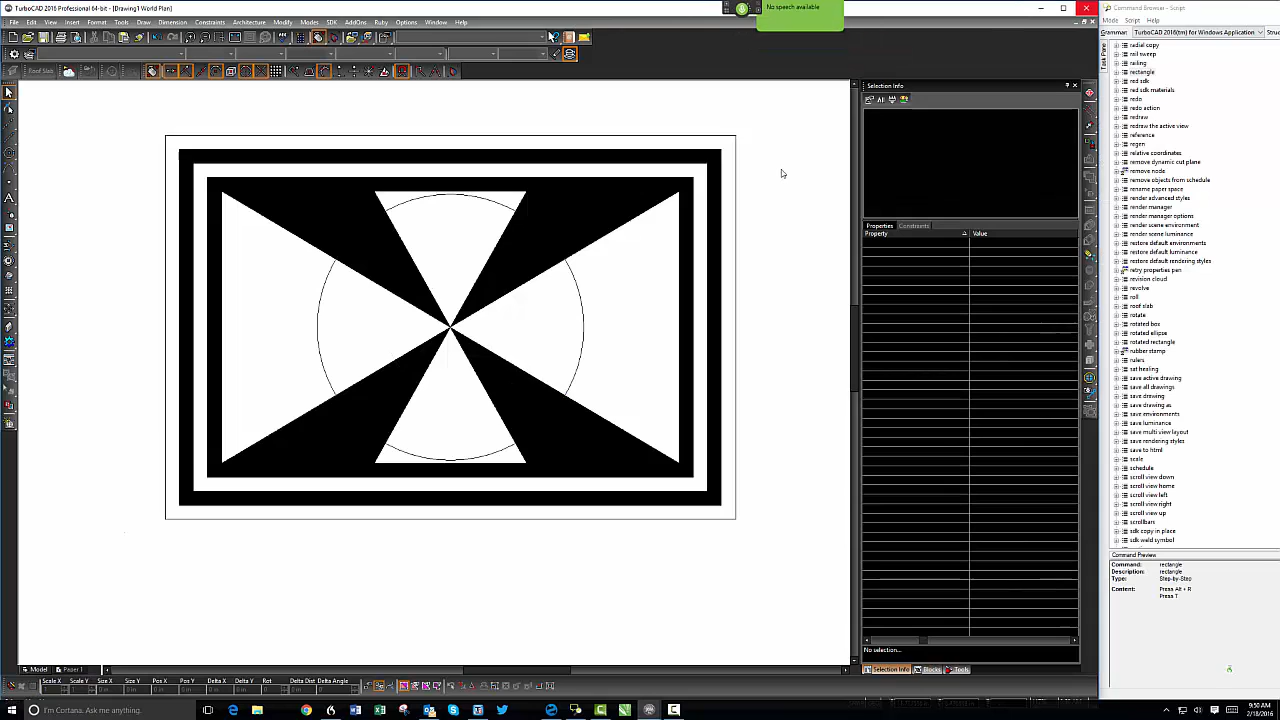 TurboCAD 2016 Professional 64-bit - [Drawing1 World Plan]
No speech available
Command Browser - Script
File Edit View Insert Format Tools Draw Dimension Constraints Architecture Modify Modes SDK AddOns Ruby Options Window Help
Mode Script Help
Grammar: TurboCAD 2016(tm) for Windows Application
Task Pane
Roof Slab
Selection Info
All
Properties Constraints
Property Value
radial copy
rail sweep
railing
rectangle
red sdk
red sdk materials
redo
redo action
redraw
redraw the active view
reference
regen
relative coordinates
remove dynamic cut plane
remove node
remove objects from schedule
rename paper space
render advanced styles
render manager
render manager options
render scene environment
render scene luminance
restore default environments
restore default luminance
restore default rendering styles
retry properties pen
revision cloud
revolve
roll
roof slab
rotate
rotated box
rotated ellipse
rotated rectangle
rubber stamp
rulers
sat healing
save active drawing
save all drawings
save drawing
save drawing as
save environments
save luminance
save multi view layout
save rendering styles
save to html
scale
schedule
scroll view down
scroll view home
scroll view left
scroll view right
scroll view up
scrollbars
sdk copy in place
sdk weld symbol
Command Preview
Command: rectangle
Description: rectangle
Type: Step-by-Step
Content: Press Alt + R
Press T
No selection...
Selection Info Blocks Tools
Model Paper 1
Scale X Scale Y Size X Size Y Pos X Pos Y Delta X Delta Y Rot Delta Dist Delta Angle
I'm Cortana. Ask me anything.
9:50 AM
2/18/2016